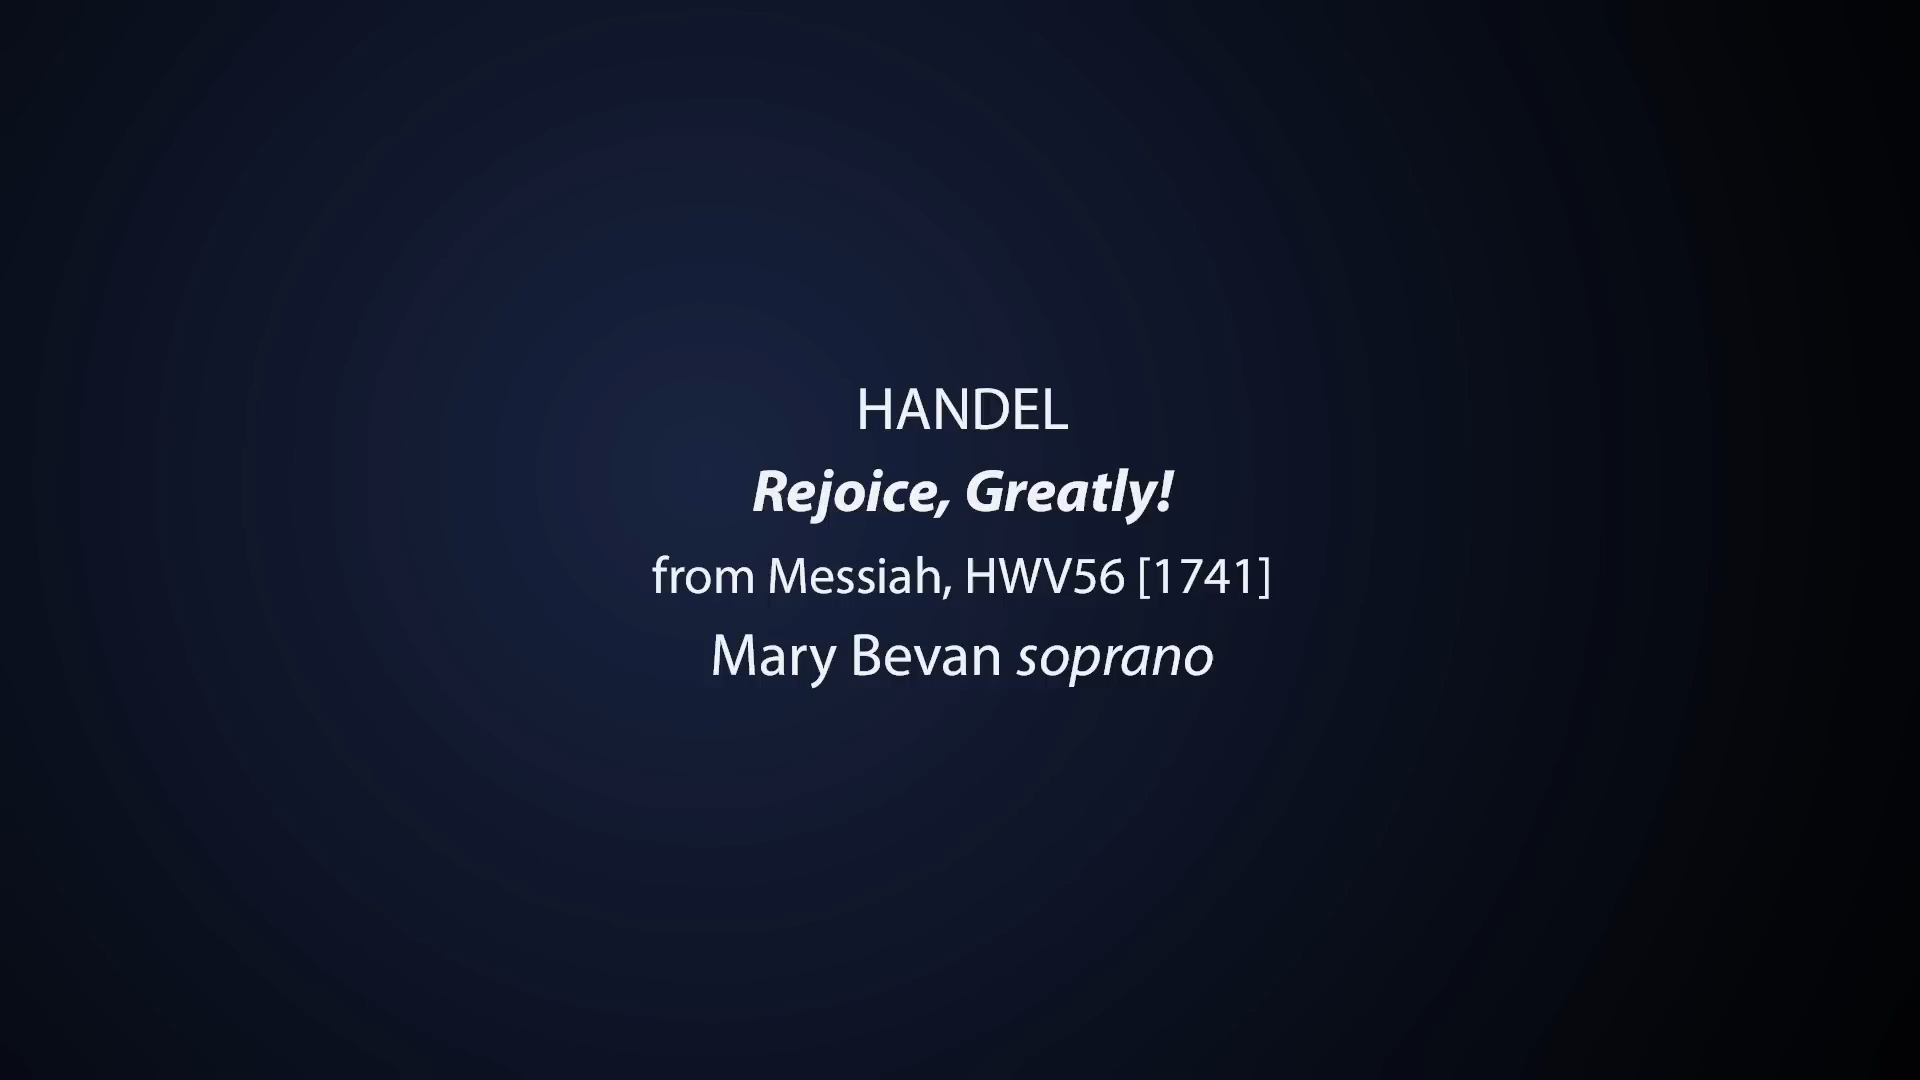 HANDEL
Rejoice, Greatly!
from Messiah, HWV56 [1741]
Mary Bevan soprano